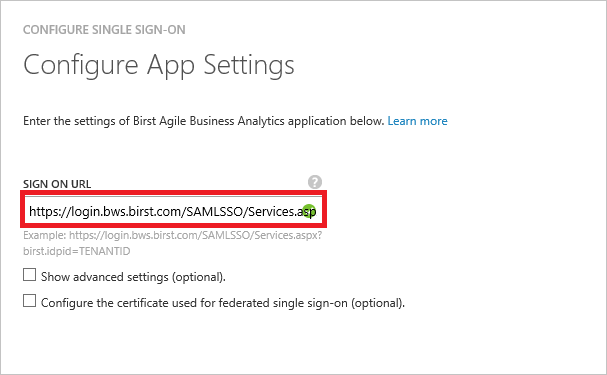 CONFIGURE SINGLE SIGN-ON
Configure App Settings
Enter the settings of Birst Agile Business Analytics application below. Learn more
SIGN ON URL ?
https://login.bws.birst.com/SAMLSSO/Services.asp
Example: https://login.bws.birst.com/SAMLSSO/Services.aspx?
birst.idpid=TENANTID
Show advanced settings (optional).
Configure the certificate used for federated single sign-on (optional).